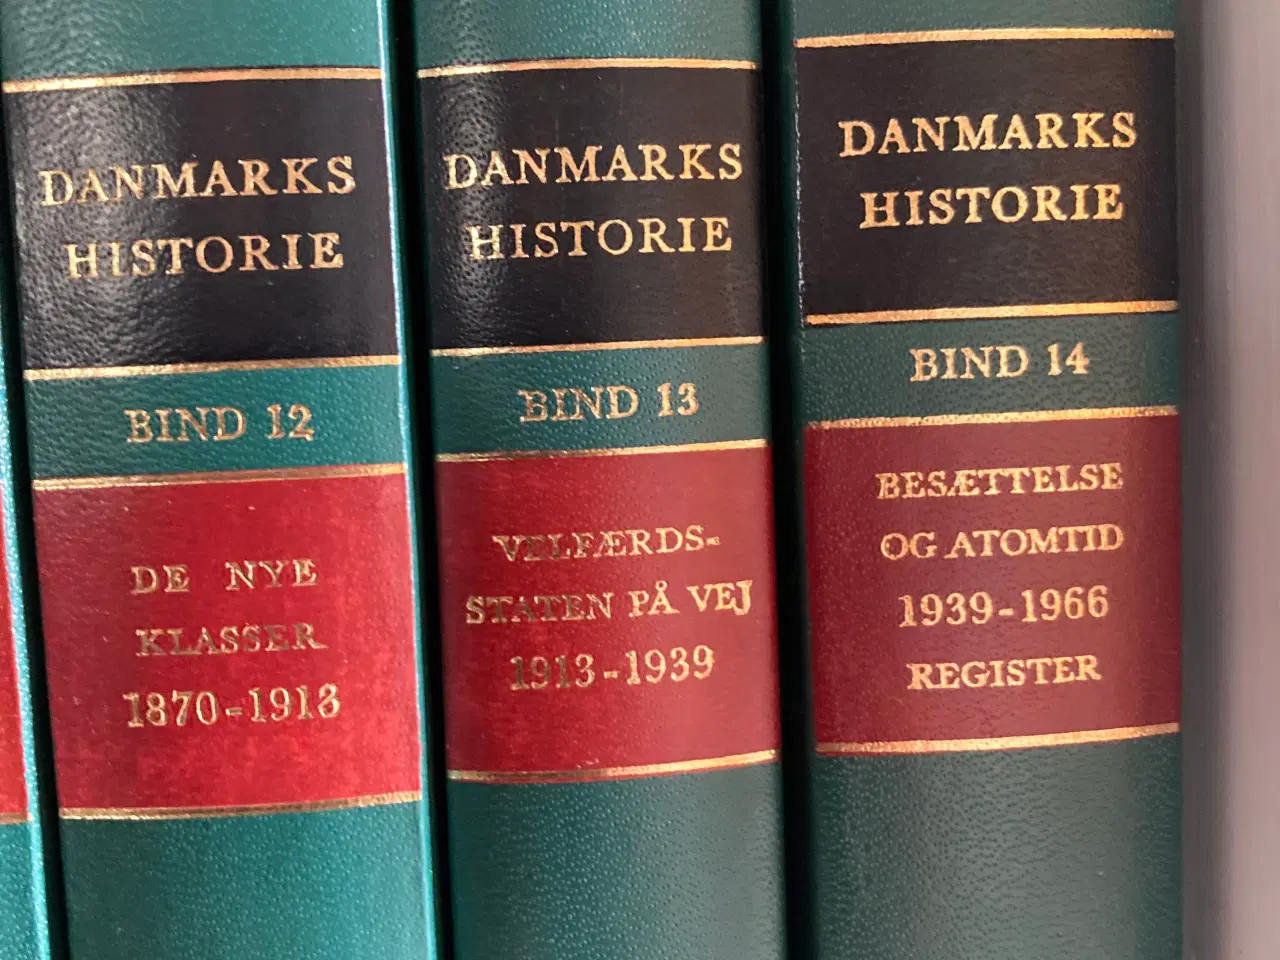 DANMARKS
HISTORIE
BIND 12
DE NYE
KLASSER
1870-1913
DANMARKS
HISTORIE
BIND 13
VELFÆRDS-
STATEN PÅ VEJ
1913-1939
DANMARKS
HISTORIE
BIND 14
BESÆTTELSE
OG ATOMTID
1939-1966
REGISTER